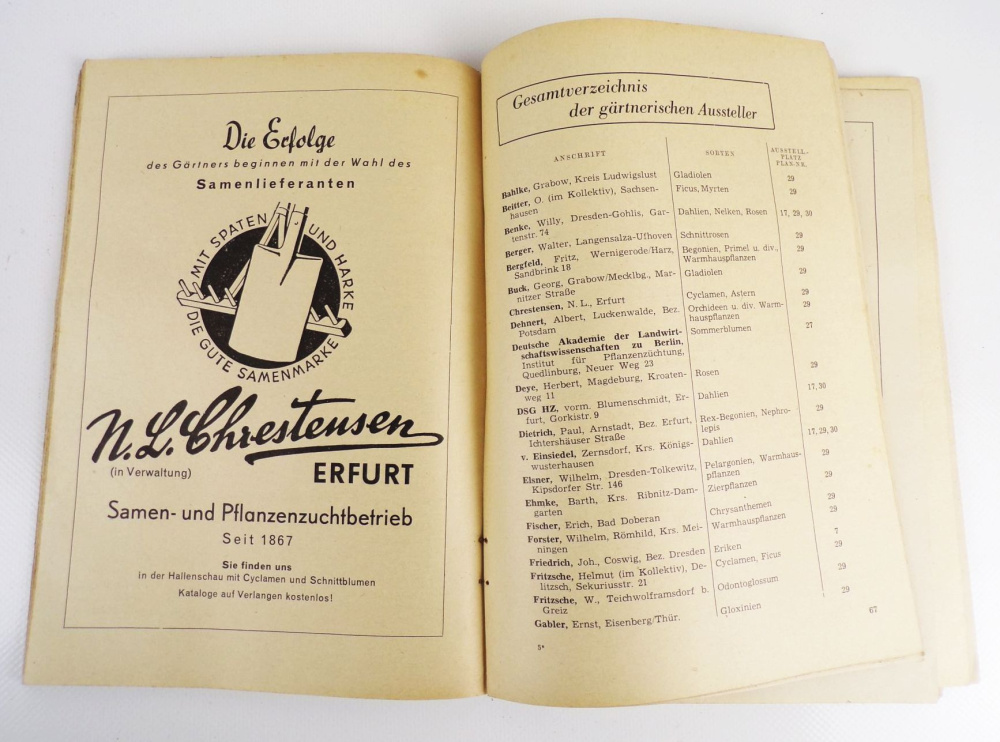 Die Erfolge
des Gärtners beginnen mit der Wahl des
Samenlieferanten
MIT SPATEN UND HARKE
DIE GUTE SAMENMARKE
N.L. Chrestensen
(in Verwaltung)
ERFURT
Samen- und Pflanzenzuchtbetrieb
Seit 1867
Sie finden uns
in der Hallenschau mit Cyclamen und Schnittblumen
Kataloge auf Verlangen kostenlos!
Gesamtverzeichnis
der gärtnerischen Aussteller
ANSCHRIFT SORTEN AUSSTELL-
PLATZ
PLAN-NR.
Bahlke, Grabow, Kreis Ludwigslust Gladiolen 29
Beitter, O. (im Kollektiv), Sachsen- Ficus, Myrten 29
hausen
Benke, Willy, Dresden-Gohlis, Gar- Dahlien, Nelken, Rosen 17, 29, 30
tenstr. 74
Berger, Walter, Langensalza-Ufhoven Schnittrosen 29
Bergfeld, Fritz, Wernigerode/Harz, Begonien, Primel u. div. 29
Sandbrink 18 Warmhauspflanzen
Buck, Georg, Grabow/Mecklbg., Mar- Gladiolen 29
nitzer Straße
Chrestensen, N. L., Erfurt Cyclamen, Astern 29
Dehnert, Albert, Luckenwalde, Bez. Orchideen u. div. Warm- 29
Potsdam hauspflanzen
Deutsche Akademie der Landwirt- Sommerblumen 27
schaftswissenschaften zu Berlin,
Institut für Pflanzenzüchtung,
Quedlinburg, Neuer Weg 23
Deye, Herbert, Magdeburg, Kroaten- Rosen 29
weg 11
DSG HZ, vorm. Blumenschmidt, Er- Dahlien 17, 30
furt, Gorkistr. 9
Dietrich, Paul, Arnstadt, Bez. Erfurt, Rex-Begonien, Nephro- 29
Ichtershäuser Straße lepis
v. Einsiedel, Zernsdorf, Krs. Königs- Dahlien 17, 29, 30
wusterhausen
Elsner, Wilhelm, Dresden-Tolkewitz, Pelargonien, Warmhaus- 29
Kipsdorfer Str. 146 pflanzen
Ehmke, Barth, Krs. Ribnitz-Dam- Zierpflanzen 29
garten
Fischer, Erich, Bad Doberan Chrysanthemen 29
Forster, Wilhelm, Römhild, Krs. Mei- Warmhauspflanzen 29
ningen
Friedrich, Joh., Coswig, Bez. Dresden Eriken 7
Fritzsche, Helmut (im Kollektiv), De- Cyclamen, Ficus 29
litzsch, Sekuriusstr. 21
Fritzsche, W., Teichwolframsdorf b. Odontoglossum 29
Greiz
Gabler, Ernst, Eisenberg/Thür. Gloxinien 29
5*
67